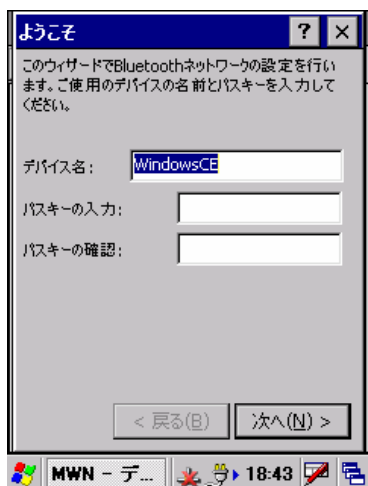 ようこそ ? ×
このウィザードでBluetoothネットワークの設定を行い
ます。ご使用のデバイスの名前とパスキーを入力して
ください。
デバイス名: WindowsCE
パスキーの入力:
パスキーの確認:
< 戻る(B) 次へ(N) >
MWN - デ... 18:43